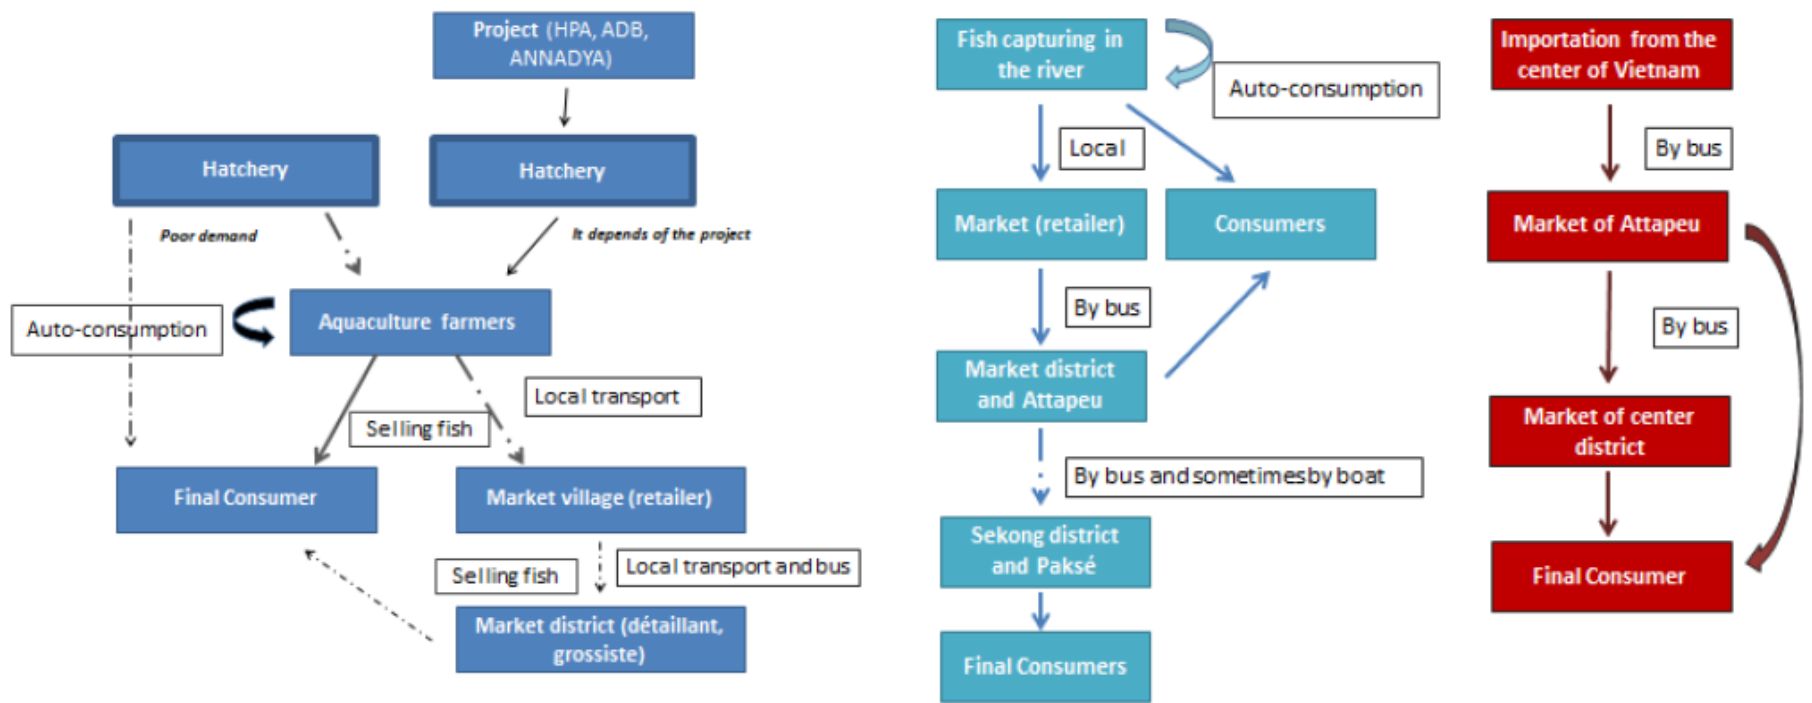 Project (HPA, ADB,
ANNADYA)
Hatchery
Hatchery
Poor demand
It depends of the project
Auto-consumption
Aquaculture farmers
Local transport
Selling fish
Final Consumer
Market village (retailer)
Selling fish
Local transport and bus
Market district (détaillant,
grossiste)
Fish capturing in
the river
Auto-consumption
Local
Market (retailer)
Consumers
By bus
Market district
and Attapeu
By bus and sometimes by boat
Sekong district
and Paksé
Final Consumers
Importation from the
center of Vietnam
By bus
Market of Attapeu
By bus
Market of center
district
Final Consumer